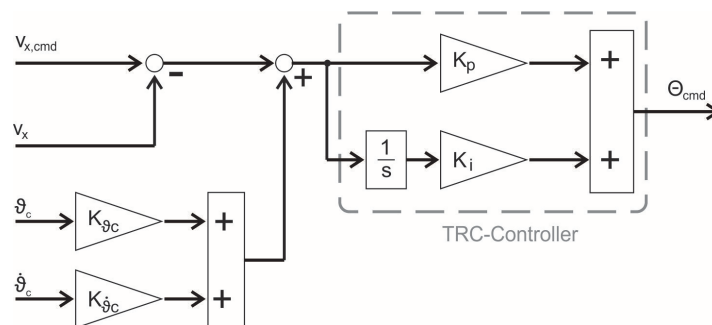 v_x,cmd
−
+
K_p
+
Θ_cmd
v_x
1/s
K_i
+
TRC-Controller
ϑ_c
K_ϑc
+
ϑ̇_c
K_ϑ̇c
+